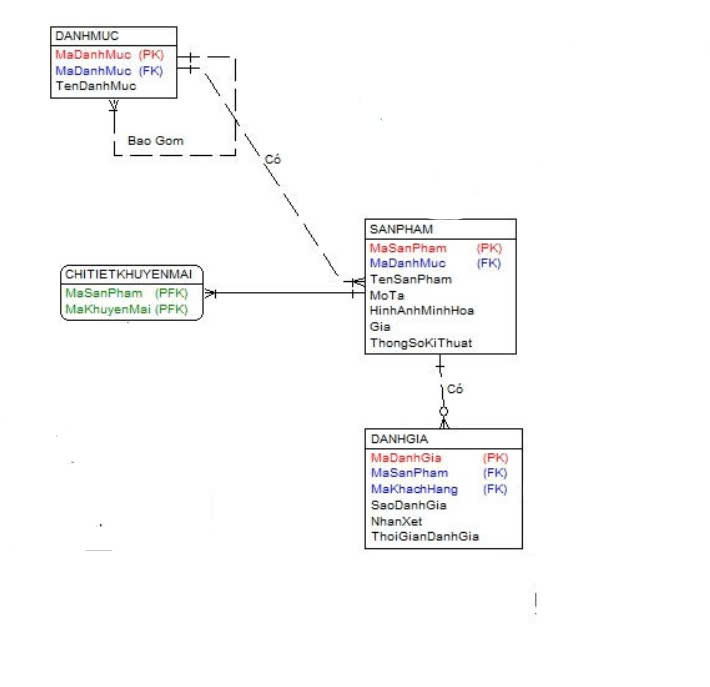 DANHMUC
MaDanhMuc (PK)
MaDanhMuc (FK)
TenDanhMuc
Bao Gom
Có
SANPHAM
MaSanPham (PK)
MaDanhMuc (FK)
TenSanPham
MoTa
HinhAnhMinhHoa
Gia
ThongSoKiThuat
CHITIETKHUYENMAI
MaSanPham (PFK)
MaKhuyenMai (PFK)
Có
DANHGIA
MaDanhGia (PK)
MaSanPham (FK)
MaKhachHang (FK)
SaoDanhGia
NhanXet
ThoiGianDanhGia